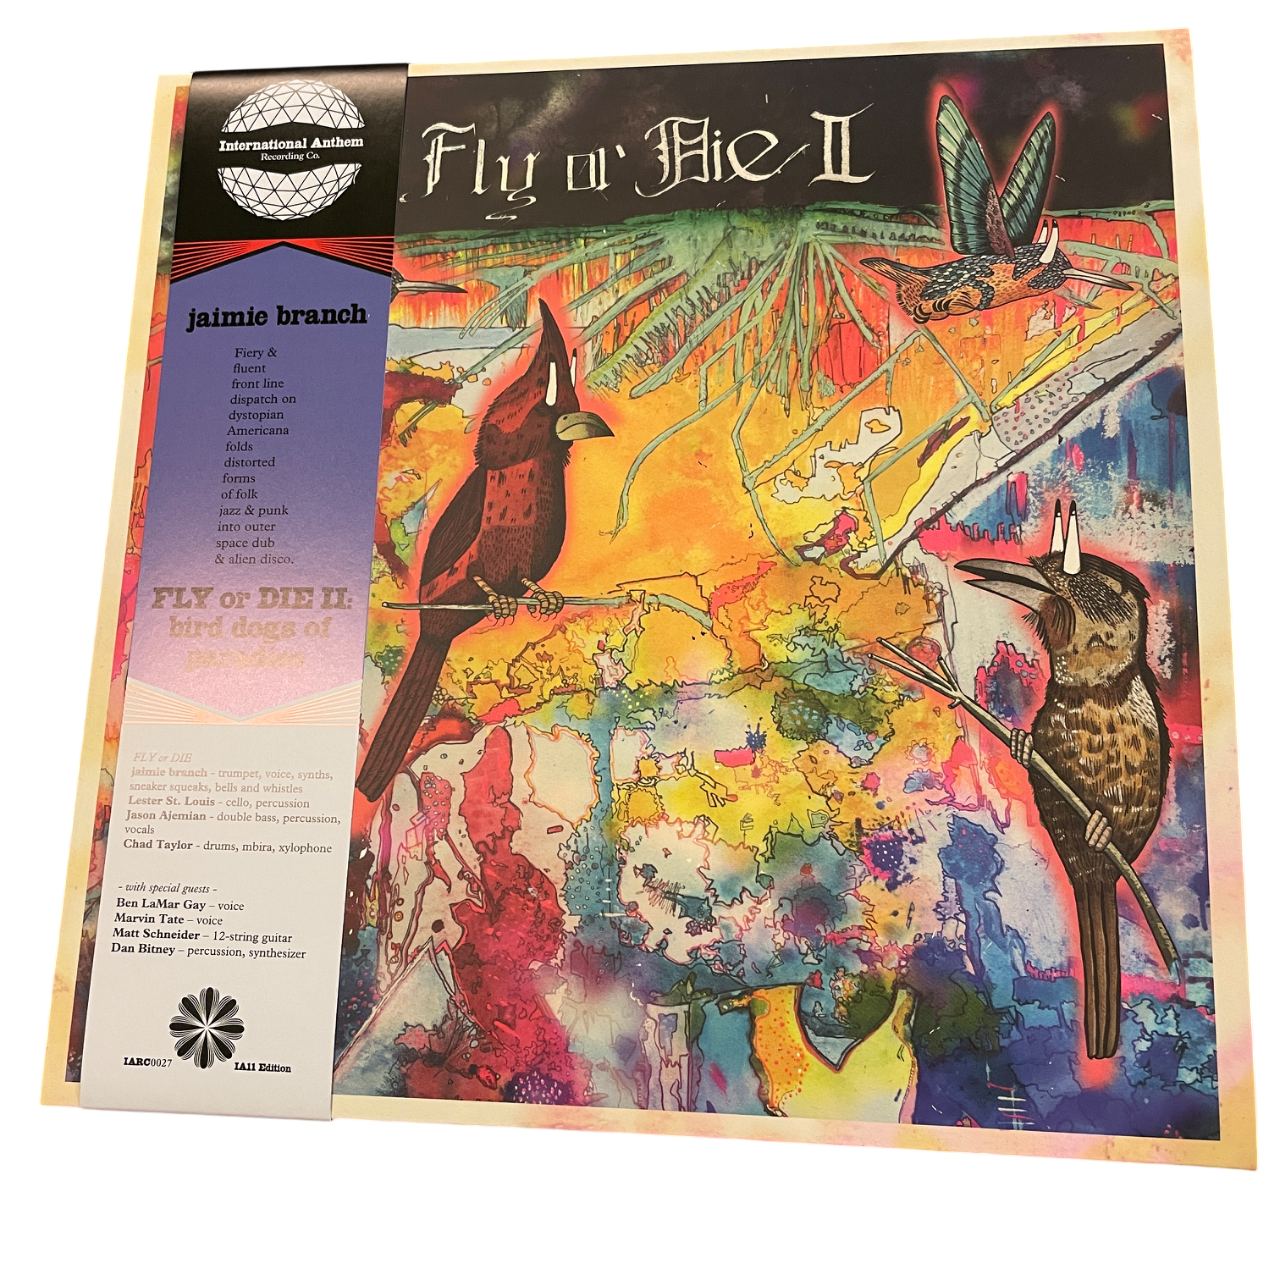 International Anthem
Recording Co.
Fly or Die II
jaimie branch
Fiery &
fluent
front line
dispatch on
dystopian
Americana
folds
distorted
forms
of folk
jazz & punk
into outer
space dub
& alien disco.
FLY or DIE II:
bird dogs of
paradise
FLY or DIE
jaimie branch - trumpet, voice, synths,
sneaker squeaks, bells and whistles
Lester St. Louis - cello, percussion
Jason Ajemian - double bass, percussion,
vocals
Chad Taylor - drums, mbira, xylophone
- with special guests -
Ben LaMar Gay – voice
Marvin Tate – voice
Matt Schneider – 12-string guitar
Dan Bitney – percussion, synthesizer
IARC0027
IA11 Edition